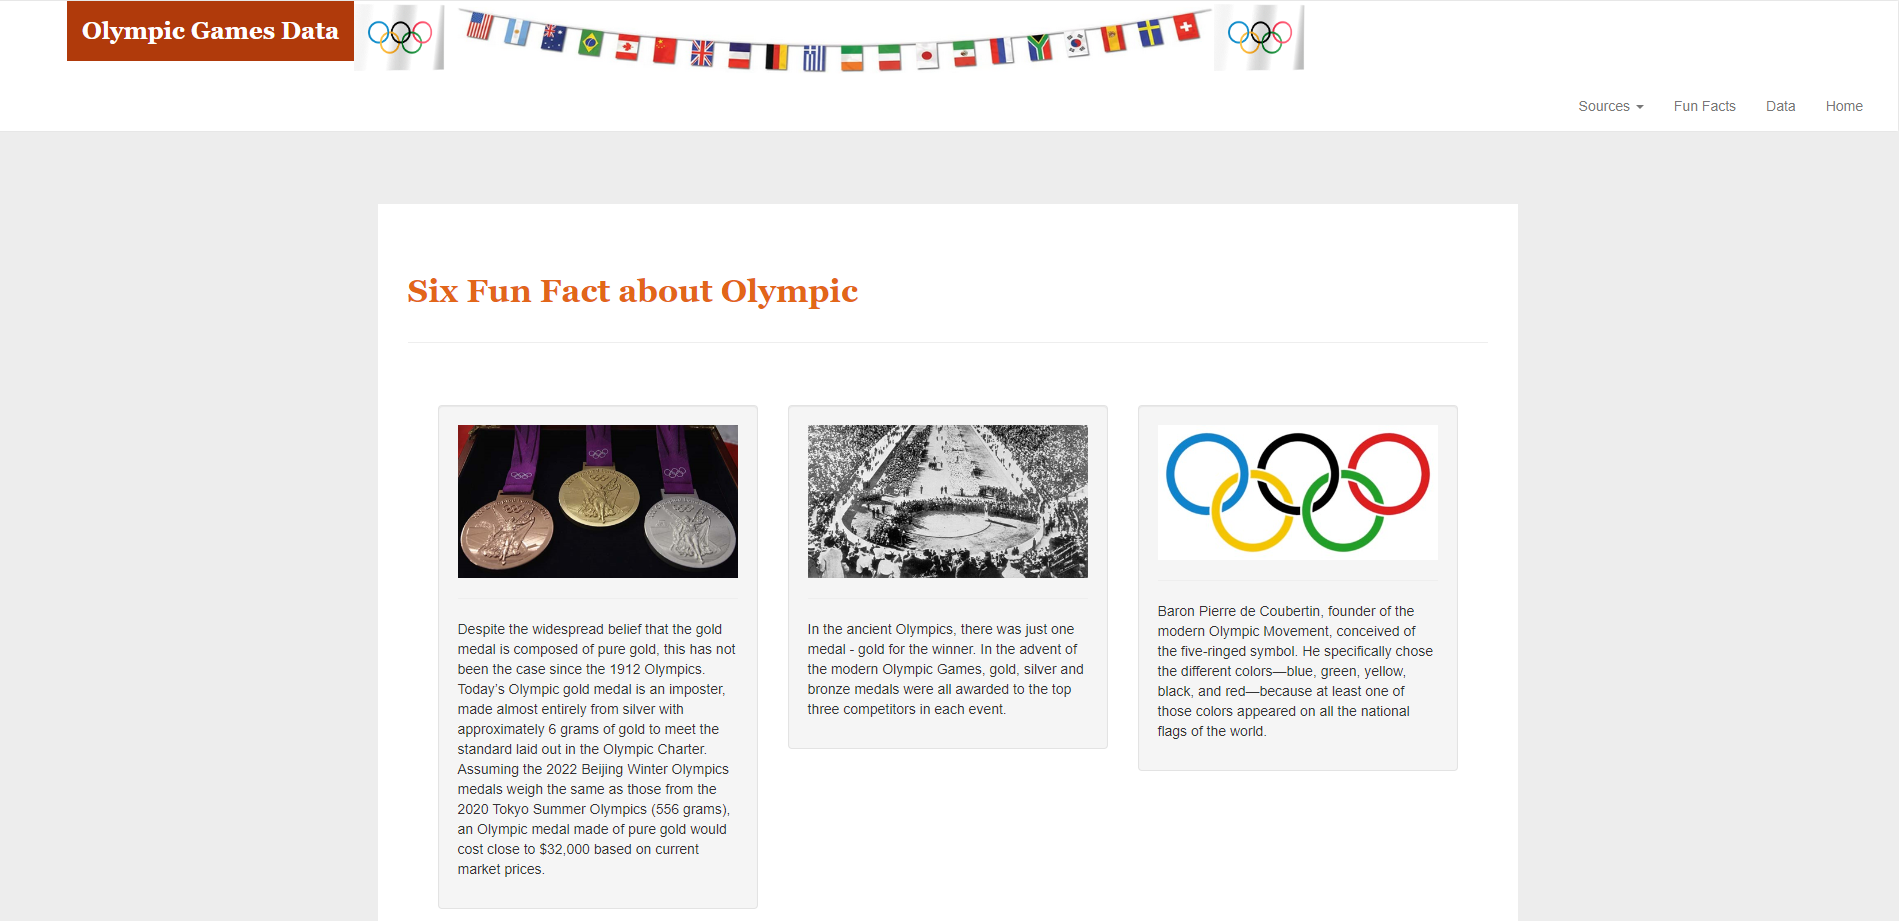 Olympic Games Data
Sources
Fun Facts
Data
Home
Six Fun Fact about Olympic
Despite the widespread belief that the gold
medal is composed of pure gold, this has not
been the case since the 1912 Olympics.
Today’s Olympic gold medal is an imposter,
made almost entirely from silver with
approximately 6 grams of gold to meet the
standard laid out in the Olympic Charter.
Assuming the 2022 Beijing Winter Olympics
medals weigh the same as those from the
2020 Tokyo Summer Olympics (556 grams),
an Olympic medal made of pure gold would
cost close to $32,000 based on current
market prices.
In the ancient Olympics, there was just one
medal - gold for the winner. In the advent of
the modern Olympic Games, gold, silver and
bronze medals were all awarded to the top
three competitors in each event.
Baron Pierre de Coubertin, founder of the
modern Olympic Movement, conceived of
the five-ringed symbol. He specifically chose
the different colors—blue, green, yellow,
black, and red—because at least one of
those colors appeared on all the national
flags of the world.